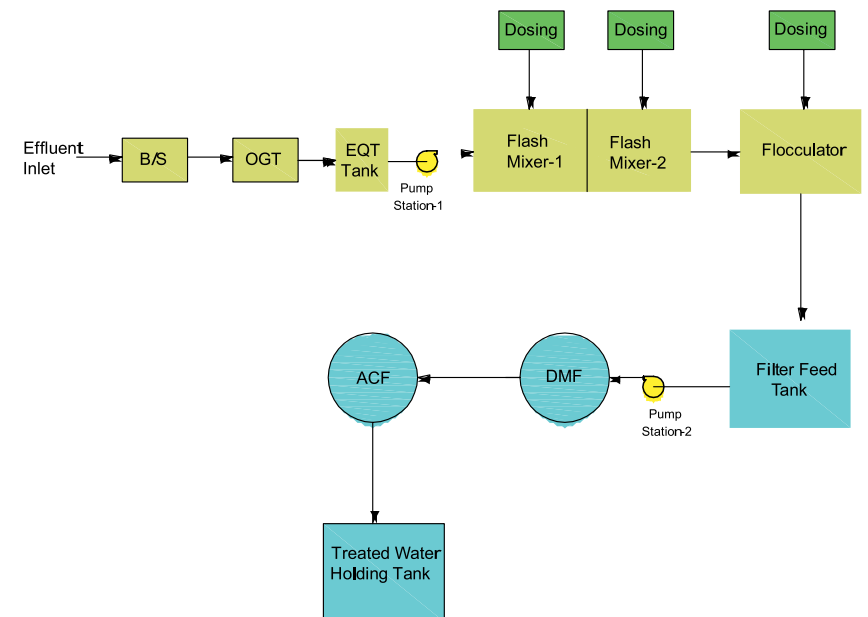 Dosing
Dosing
Dosing
Effluent
Inlet
B/S
OGT
EQT
Tank
Pump
Station-1
Flash
Mixer-1
Flash
Mixer-2
Flocculator
ACF
DMF
Pump
Station-2
Filter Feed
Tank
Treated Water
Holding Tank